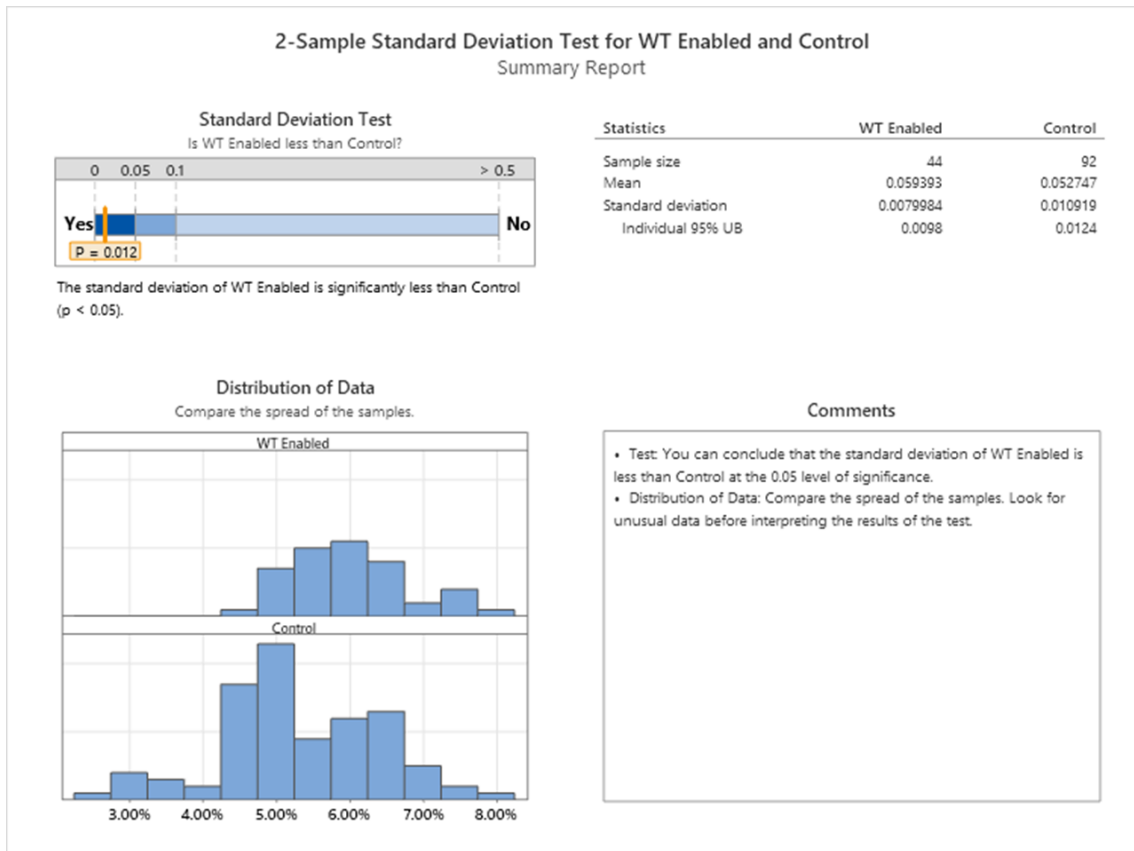 2-Sample Standard Deviation Test for WT Enabled and Control
Summary Report
Standard Deviation Test
Is WT Enabled less than Control?
0 0.05 0.1 > 0.5
Yes No
P = 0.012
The standard deviation of WT Enabled is significantly less than Control
(p < 0.05).
Statistics WT Enabled Control
Sample size 44 92
Mean 0.059393 0.052747
Standard deviation 0.0079984 0.010919
Individual 95% UB 0.0098 0.0124
Distribution of Data
Compare the spread of the samples.
WT Enabled
Control
3.00% 4.00% 5.00% 6.00% 7.00% 8.00%
Comments
• Test: You can conclude that the standard deviation of WT Enabled is
less than Control at the 0.05 level of significance.
• Distribution of Data: Compare the spread of the samples. Look for
unusual data before interpreting the results of the test.